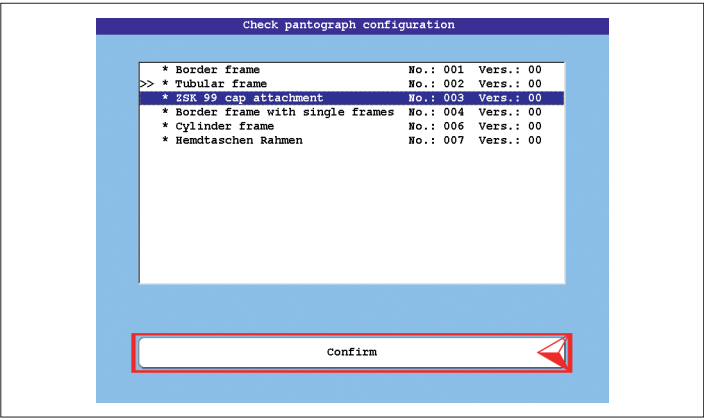 Check pantograph configuration
* Border frame No.: 001 Vers.: 00
>> * Tubular frame No.: 002 Vers.: 00
* ZSK 99 cap attachment No.: 003 Vers.: 00
* Border frame with single frames No.: 004 Vers.: 00
* Cylinder frame No.: 006 Vers.: 00
* Hemdtaschen Rahmen No.: 007 Vers.: 00
Confirm